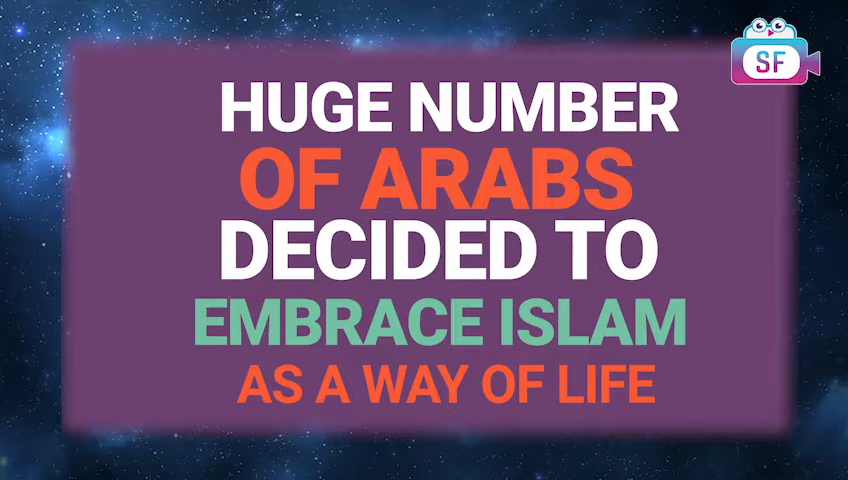 SF
HUGE NUMBER
OF ARABS
DECIDED TO
EMBRACE ISLAM
AS A WAY OF LIFE